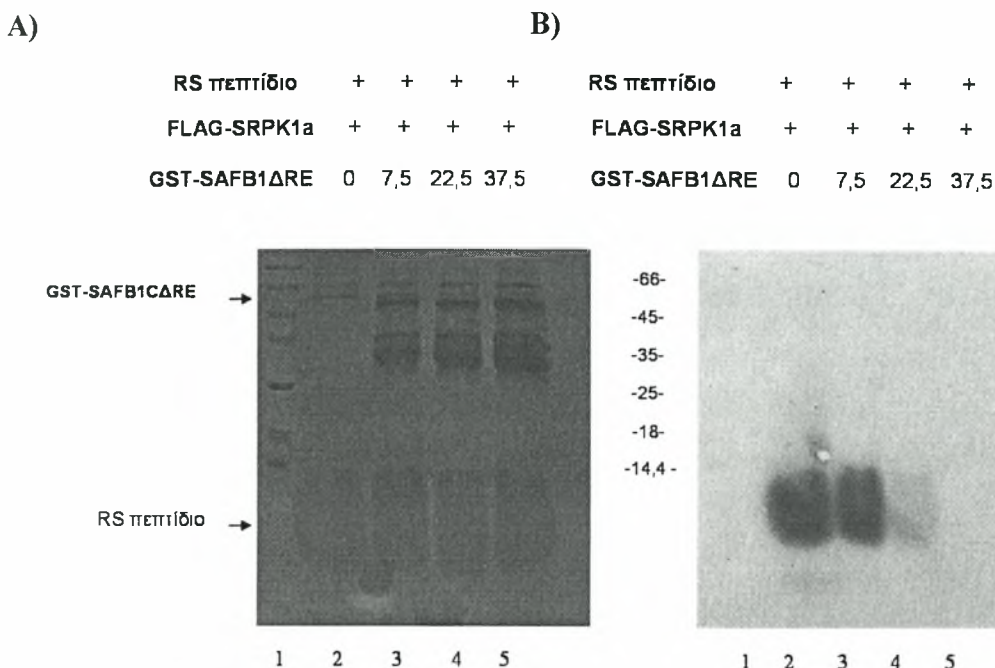 A)
RS πεπτίδιο + + + +
FLAG-SRPK1a + + + +
GST-SAFB1ΔRE 0 7,5 22,5 37,5
GST-SAFB1CΔRE
RS πεπτίδιο
1 2 3 4 5
B)
RS πεπτίδιο + + + +
FLAG-SRPK1a + + + +
GST-SAFB1ΔRE 0 7,5 22,5 37,5
-66-
-45-
-35-
-25-
-18-
-14,4 -
1 2 3 4 5